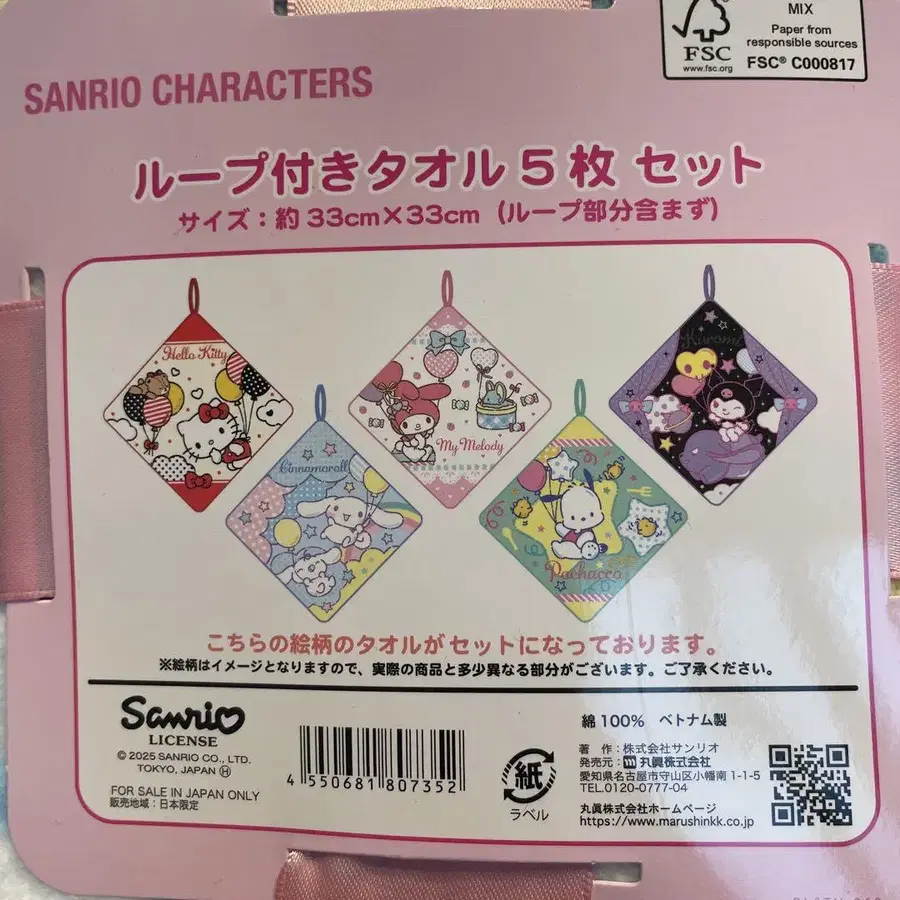 MIX
Paper from
responsible sources
FSC
www.fsc.org
FSC® C000817
SANRIO CHARACTERS
ループ付きタオル5枚セット
サイズ:約33cm×33cm(ループ部分含まず)
Hello Kitty
My Melody
Kuromi
Cinnamoroll
Pochacco
こちらの絵柄のタオルがセットになっております。
※絵柄はイメージとなりますので、実際の商品と多少異なる部分がございます。ご了承ください。
Sanrio
LICENSE
© 2025 SANRIO CO., LTD.
TOKYO, JAPAN Ⓗ
FOR SALE IN JAPAN ONLY
販売地域:日本限定
4 550681 807352
紙
ラベル
綿100% ベトナム製
著 作:株式会社サンリオ
発売元:丸眞株式会社
愛知県名古屋市守山区小幡南1-1-5
TEL.0120-0777-04
丸眞株式会社ホームページ
https://www.marushinkk.co.jp